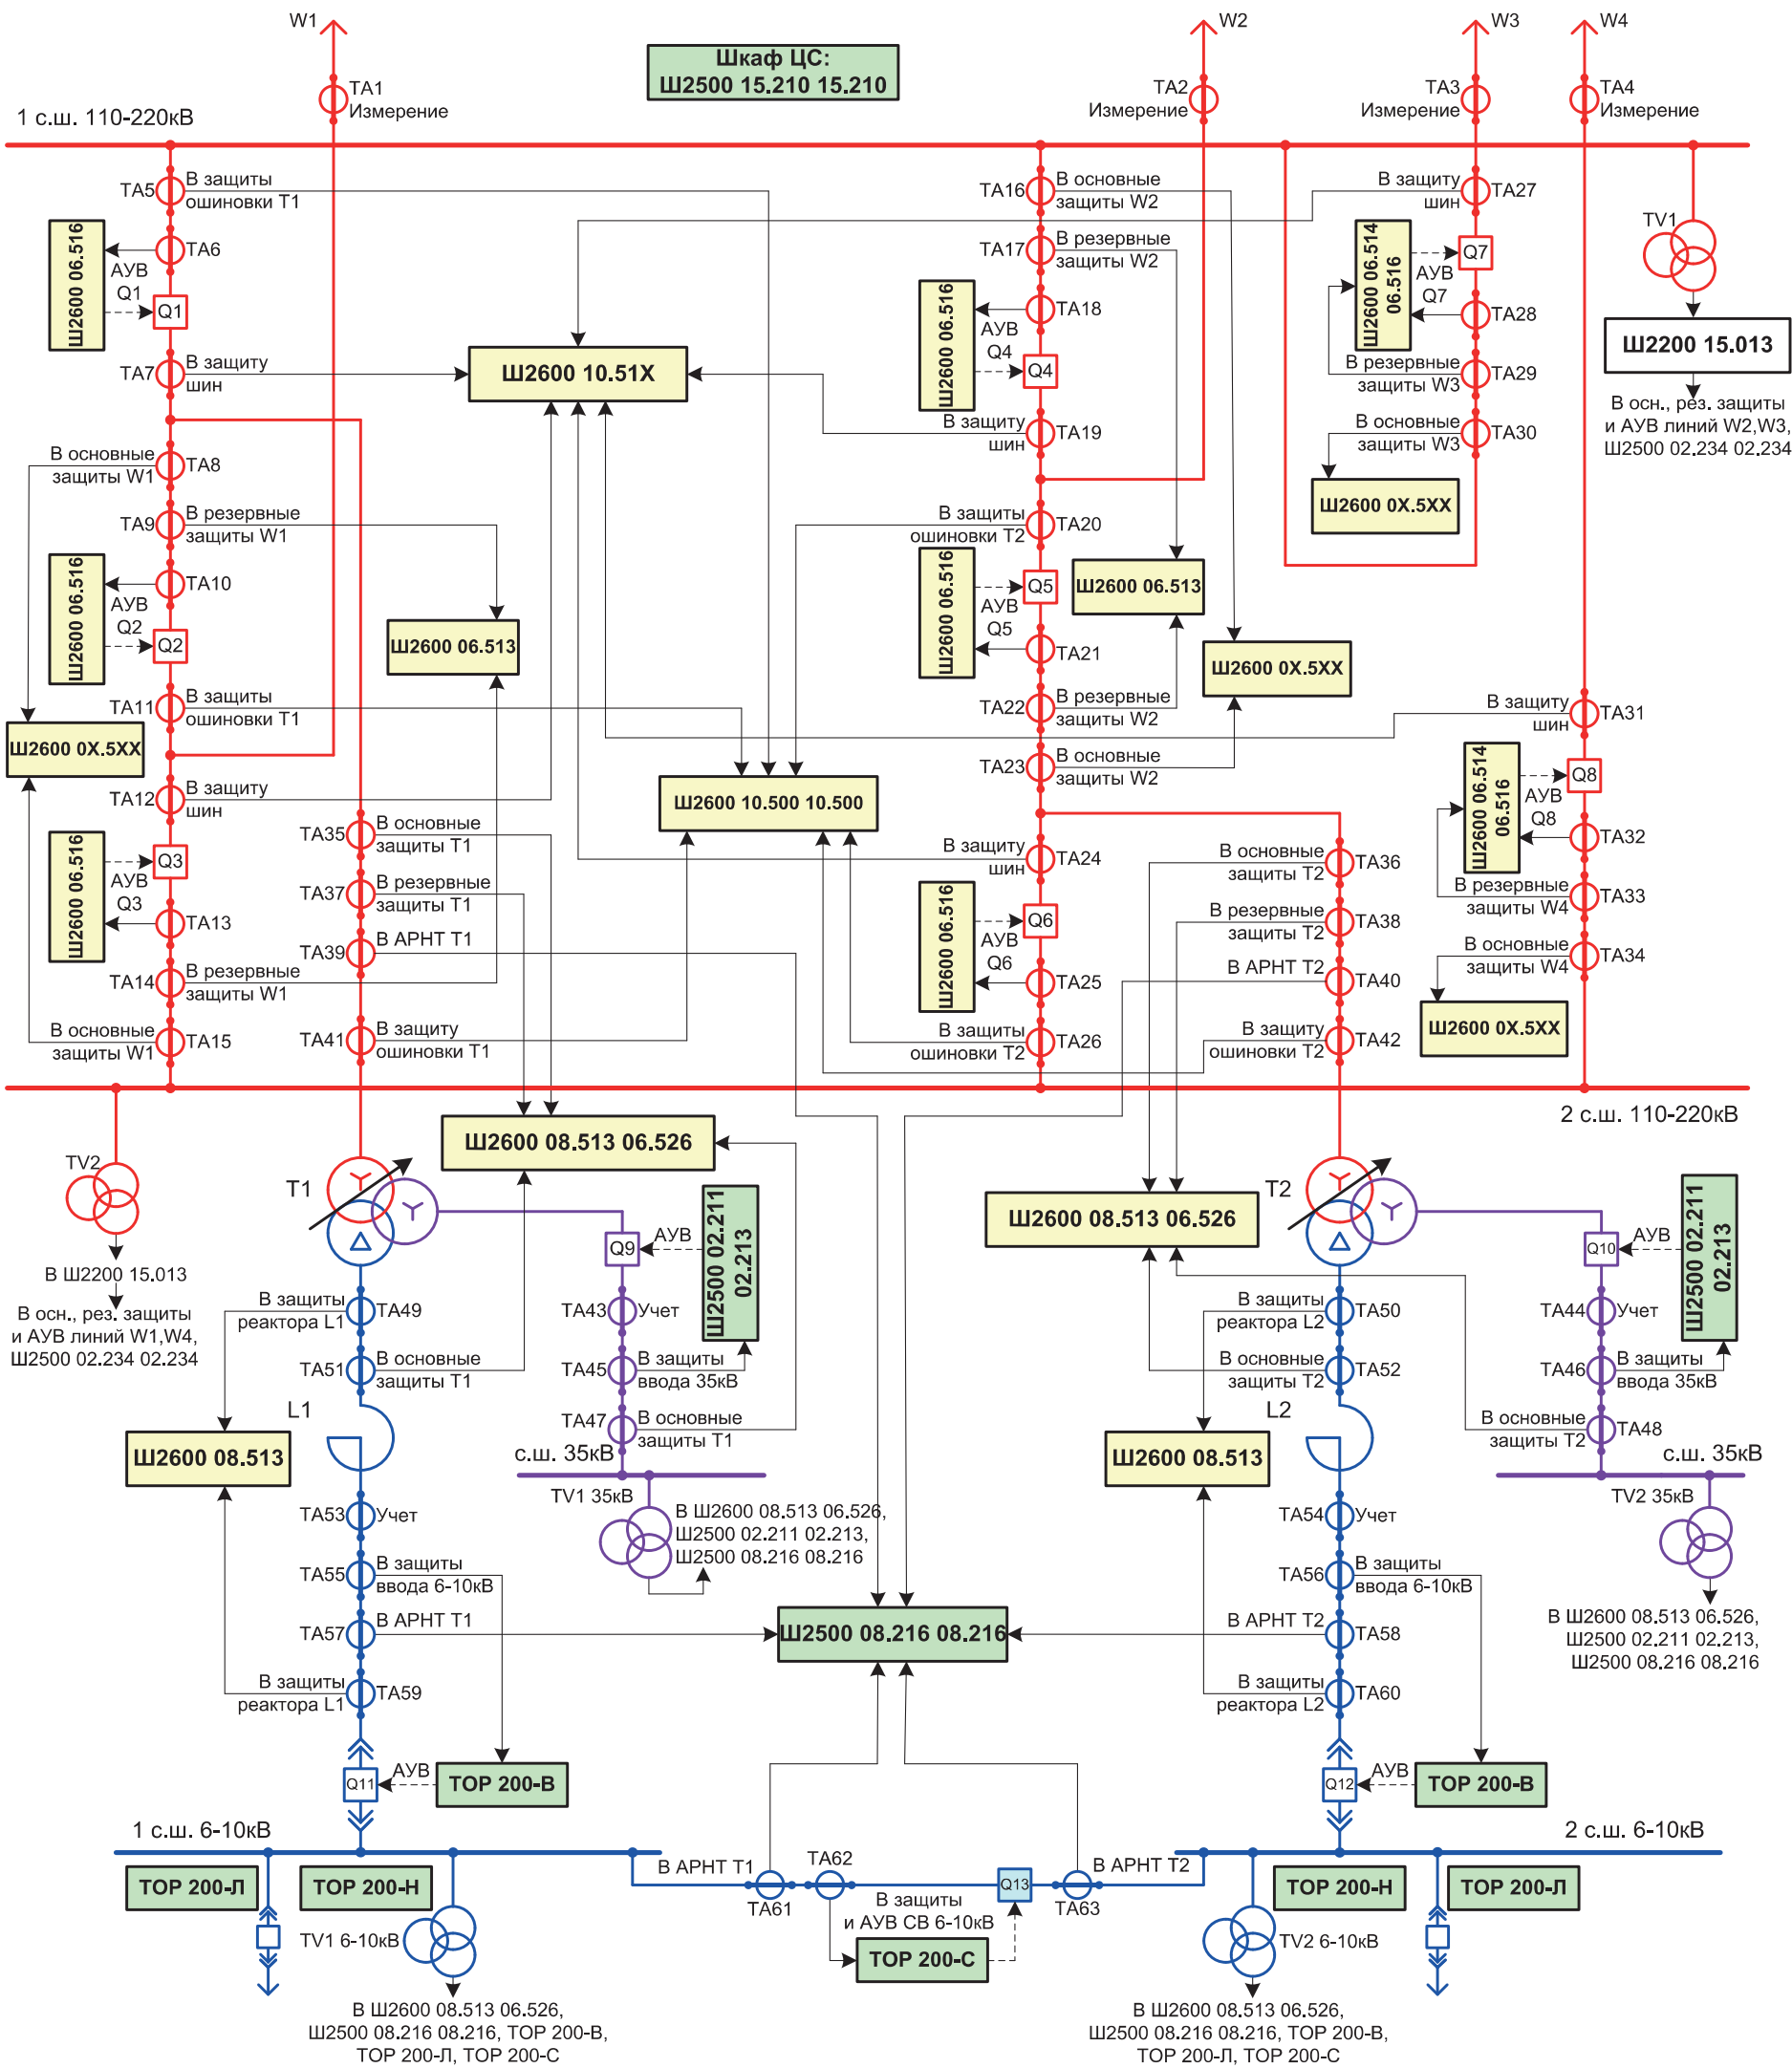 W1
W2
W3
W4
Шкаф ЦС:
Ш2500 15.210 15.210
TA1
Измерение
TA2
Измерение
TA3
Измерение
TA4
Измерение
1 с.ш. 110-220кВ
TA5
В защиты
ошиновки Т1
Ш2600 06.516
TA6
АУВ
Q1
Q1
TA7
В защиту
шин
В основные
защиты W1
TA8
TA9
В резервные
защиты W1
Ш2600 06.516
TA10
АУВ
Q2
Q2
TA11
В защиты
ошиновки Т1
Ш2600 0Х.5ХХ
TA12
В защиту
шин
Ш2600 06.516
Q3
АУВ
Q3
TA13
TA14
В резервные
защиты W1
В основные
защиты W1
TA15
Ш2600 10.51Х
Ш2600 06.513
Ш2600 10.500 10.500
TA35
В основные
защиты Т1
TA37
В резервные
защиты Т1
TA39
В АРНТ Т1
TA41
В защиту
ошиновки Т1
TA16
В основные
защиты W2
TA17
В резервные
защиты W2
Ш2600 06.516
TA18
АУВ
Q4
Q4
В защиту
шин
TA19
В защиты
ошиновки Т2
TA20
Ш2600 06.516
Q5
АУВ
Q5
TA21
TA22
В резервные
защиты W2
TA23
В основные
защиты W2
Ш2600 06.513
Ш2600 0Х.5ХХ
В защиту
шин
TA24
Ш2600 06.516
Q6
АУВ
Q6
TA25
В защиты
ошиновки Т2
TA26
В основные
защиты Т2
TA36
В резервные
защиты Т2
TA38
В АРНТ Т2
TA40
В защиту
ошиновки Т2
TA42
В защиту
шин
TA27
Ш2600 06.514
06.516
Q7
АУВ
Q7
TA28
В резервные
защиты W3
TA29
В основные
защиты W3
TA30
Ш2600 0Х.5ХХ
TV1
Ш2200 15.013
В осн., рез. защиты
и АУВ линий W2,W3,
Ш2500 02.234 02.234
В защиту
шин
TA31
Ш2600 06.514
06.516
Q8
АУВ
Q8
TA32
В резервные
защиты W4
TA33
В основные
защиты W4
TA34
Ш2600 0Х.5ХХ
2 с.ш. 110-220кВ
TV2
В Ш2200 15.013
В осн., рез. защиты
и АУВ линий W1,W4,
Ш2500 02.234 02.234
Ш2600 08.513 06.526
T1
Q9
АУВ
Ш2500 02.211
02.213
В защиты
реактора L1
TA49
TA51
В основные
защиты Т1
TA43
Учет
TA45
В защиты
ввода 35кВ
TA47
В основные
защиты Т1
L1
Ш2600 08.513
с.ш. 35кВ
TV1 35кВ
В Ш2600 08.513 06.526,
Ш2500 02.211 02.213,
Ш2500 08.216 08.216
TA53
Учет
TA55
В защиты
ввода 6-10кВ
TA57
В АРНТ Т1
В защиты
реактора L1
TA59
Ш2500 08.216 08.216
Ш2600 08.513 06.526
T2
Q10
АУВ
Ш2500 02.211
02.213
В защиты
реактора L2
TA50
В основные
защиты Т2
TA52
TA44
Учет
TA46
В защиты
ввода 35кВ
В основные
защиты Т2
TA48
L2
Ш2600 08.513
с.ш. 35кВ
TV2 35кВ
В Ш2600 08.513 06.526,
Ш2500 02.211 02.213,
Ш2500 08.216 08.216
TA54
Учет
TA56
В защиты
ввода 6-10кВ
В АРНТ Т2
TA58
В защиты
реактора L2
TA60
Q11
АУВ
ТОР 200-В
Q12
АУВ
ТОР 200-В
1 с.ш. 6-10кВ
2 с.ш. 6-10кВ
ТОР 200-Л
ТОР 200-Н
TV1 6-10кВ
В АРНТ Т1
TA61
TA62
В защиты
и АУВ СВ 6-10кВ
Q13
TA63
В АРНТ Т2
ТОР 200-С
ТОР 200-Н
ТОР 200-Л
TV2 6-10кВ
В Ш2600 08.513 06.526,
Ш2500 08.216 08.216, ТОР 200-В,
ТОР 200-Л, ТОР 200-С
В Ш2600 08.513 06.526,
Ш2500 08.216 08.216, ТОР 200-В,
ТОР 200-Л, ТОР 200-С